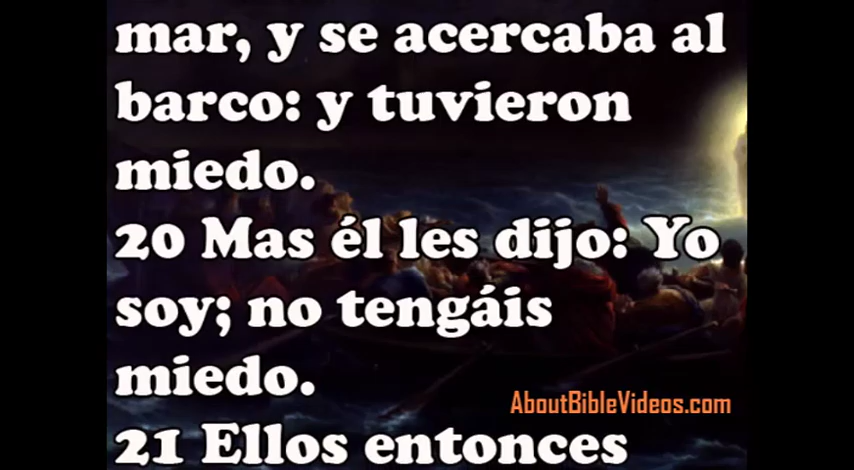 mar, y se acercaba al
barco: y tuvieron
miedo.
20 Mas él les dijo: Yo
soy; no tengáis
miedo.
AboutBibleVideos.com
21 Ellos entonces